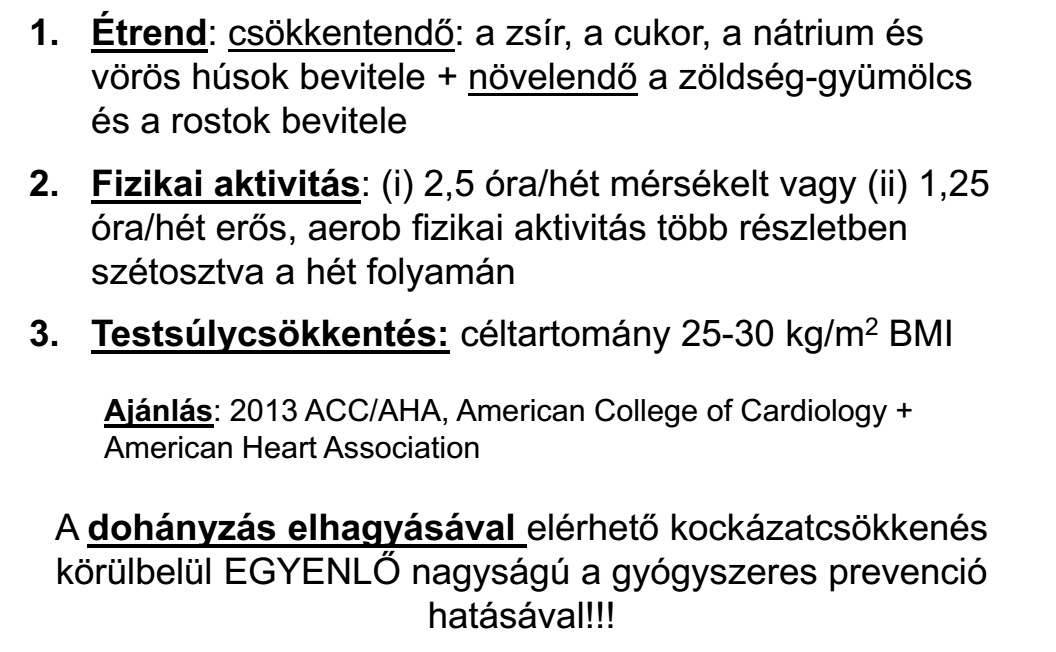 1. Étrend: csökkentendő: a zsír, a cukor, a nátrium és
vörös húsok bevitele + növelendő a zöldség-gyümölcs
és a rostok bevitele
2. Fizikai aktivitás: (i) 2,5 óra/hét mérsékelt vagy (ii) 1,25
óra/hét erős, aerob fizikai aktivitás több részletben
szétosztva a hét folyamán
3. Testsúlycsökkentés: céltartomány 25-30 kg/m² BMI
Ajánlás: 2013 ACC/AHA, American College of Cardiology +
American Heart Association
A dohányzás elhagyásával elérhető kockázatcsökkenés
körülbelül EGYENLŐ nagyságú a gyógyszeres prevenció
hatásával!!!